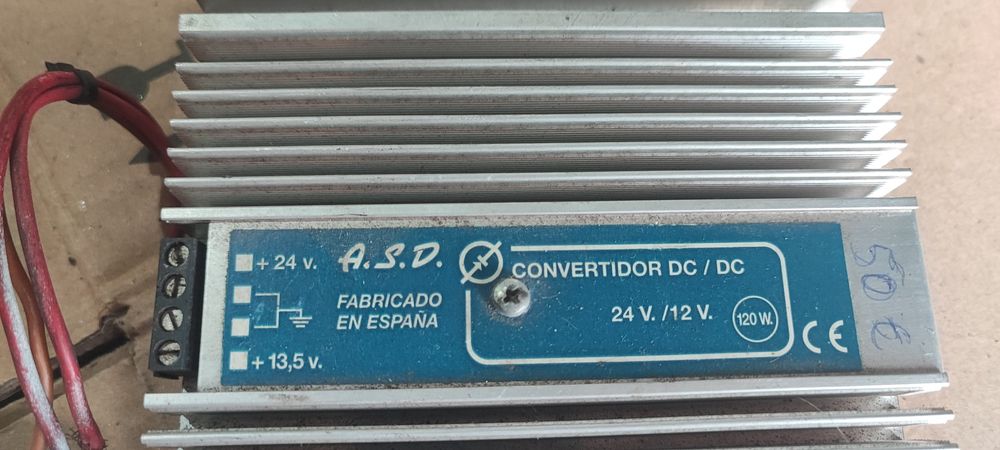 + 24 v.
A.S.D.
FABRICADO
EN ESPAÑA
+ 13,5 v.
CONVERTIDOR DC / DC
24 V. /12 V.
120 W.
CE
50 €